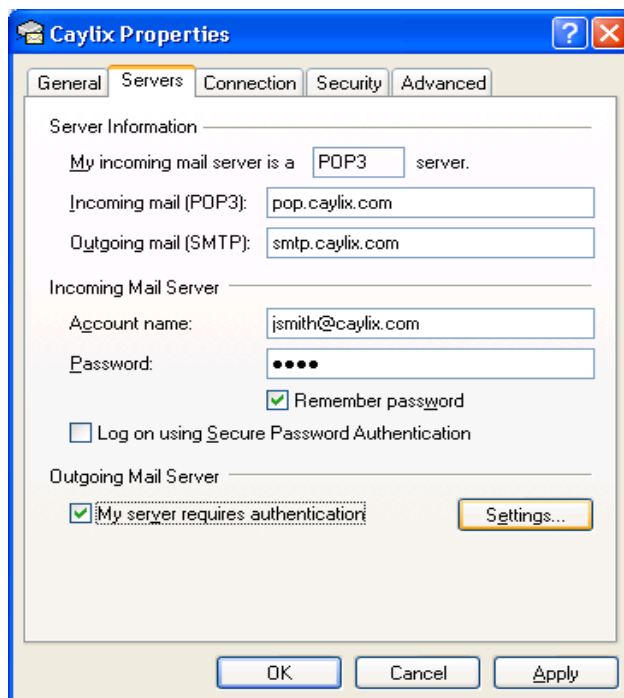 Caylix Properties
General Servers Connection Security Advanced
Server Information
My incoming mail server is a POP3 server.
Incoming mail (POP3): pop.caylix.com
Outgoing mail (SMTP): smtp.caylix.com
Incoming Mail Server
Account name: jsmith@caylix.com
Password: ●●●●
Remember password
Log on using Secure Password Authentication
Outgoing Mail Server
My server requires authentication Settings...
OK Cancel Apply